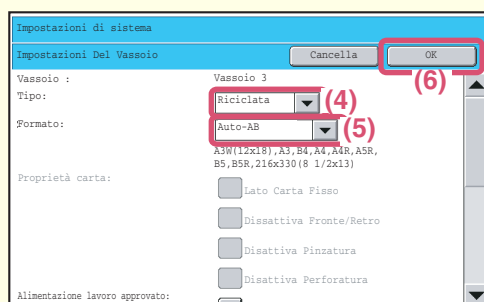 Impostazioni di sistema
Impostazioni Del Vassoio
Cancella
OK
(6)
Vassoio :
Vassoio 3
Tipo:
Riciclata
(4)
Formato:
Auto-AB
(5)
A3W(12x18),A3,B4,A4,A4R,A5R,
B5,B5R,216x330(8 1/2x13)
Proprietà carta:
Lato Carta Fisso
Dissattiva Fronte/Retro
Disattiva Pinzatura
Disattiva Perforatura
Alimentazione lavoro approvato: